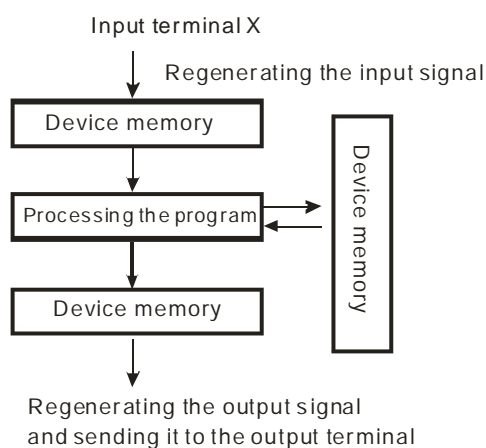 Input terminal X
Regenerating the input signal
Device memory
Processing the program
Device memory
Device memory
Regenerating the output signal
and sending it to the output terminal